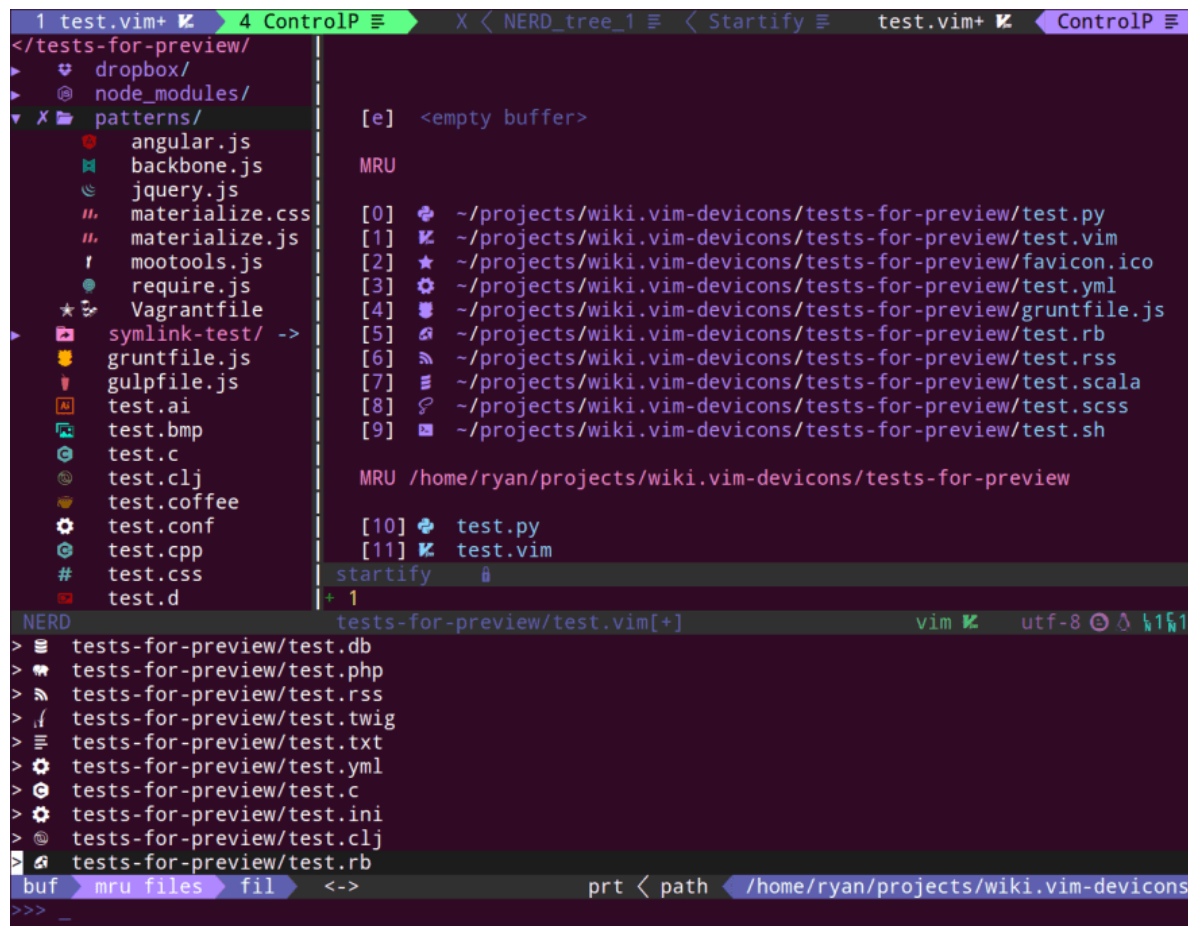 1 test.vim+ 4 ControlP X NERD_tree_1 Startify test.vim+ ControlP
</tests-for-preview/
dropbox/
node_modules/
▾ ✗ patterns/
angular.js
backbone.js
jquery.js
materialize.css
materialize.js
mootools.js
require.js
Vagrantfile
symlink-test/ ->
gruntfile.js
gulpfile.js
test.ai
test.bmp
test.c
test.clj
test.coffee
test.conf
test.cpp
# test.css
test.d
[e] <empty buffer>
MRU
[0] ~/projects/wiki.vim-devicons/tests-for-preview/test.py
[1] ~/projects/wiki.vim-devicons/tests-for-preview/test.vim
[2] ~/projects/wiki.vim-devicons/tests-for-preview/favicon.ico
[3] ~/projects/wiki.vim-devicons/tests-for-preview/test.yml
[4] ~/projects/wiki.vim-devicons/tests-for-preview/gruntfile.js
[5] ~/projects/wiki.vim-devicons/tests-for-preview/test.rb
[6] ~/projects/wiki.vim-devicons/tests-for-preview/test.rss
[7] ~/projects/wiki.vim-devicons/tests-for-preview/test.scala
[8] ~/projects/wiki.vim-devicons/tests-for-preview/test.scss
[9] ~/projects/wiki.vim-devicons/tests-for-preview/test.sh
MRU /home/ryan/projects/wiki.vim-devicons/tests-for-preview
[10] test.py
[11] test.vim
startify
+ 1
NERD tests-for-preview/test.vim[+] vim utf-8 1 1
> tests-for-preview/test.db
> tests-for-preview/test.php
> tests-for-preview/test.rss
> tests-for-preview/test.twig
> tests-for-preview/test.txt
> tests-for-preview/test.yml
> tests-for-preview/test.c
> tests-for-preview/test.ini
> tests-for-preview/test.clj
> tests-for-preview/test.rb
buf mru files fil <-> prt path /home/ryan/projects/wiki.vim-devicons
>>> _